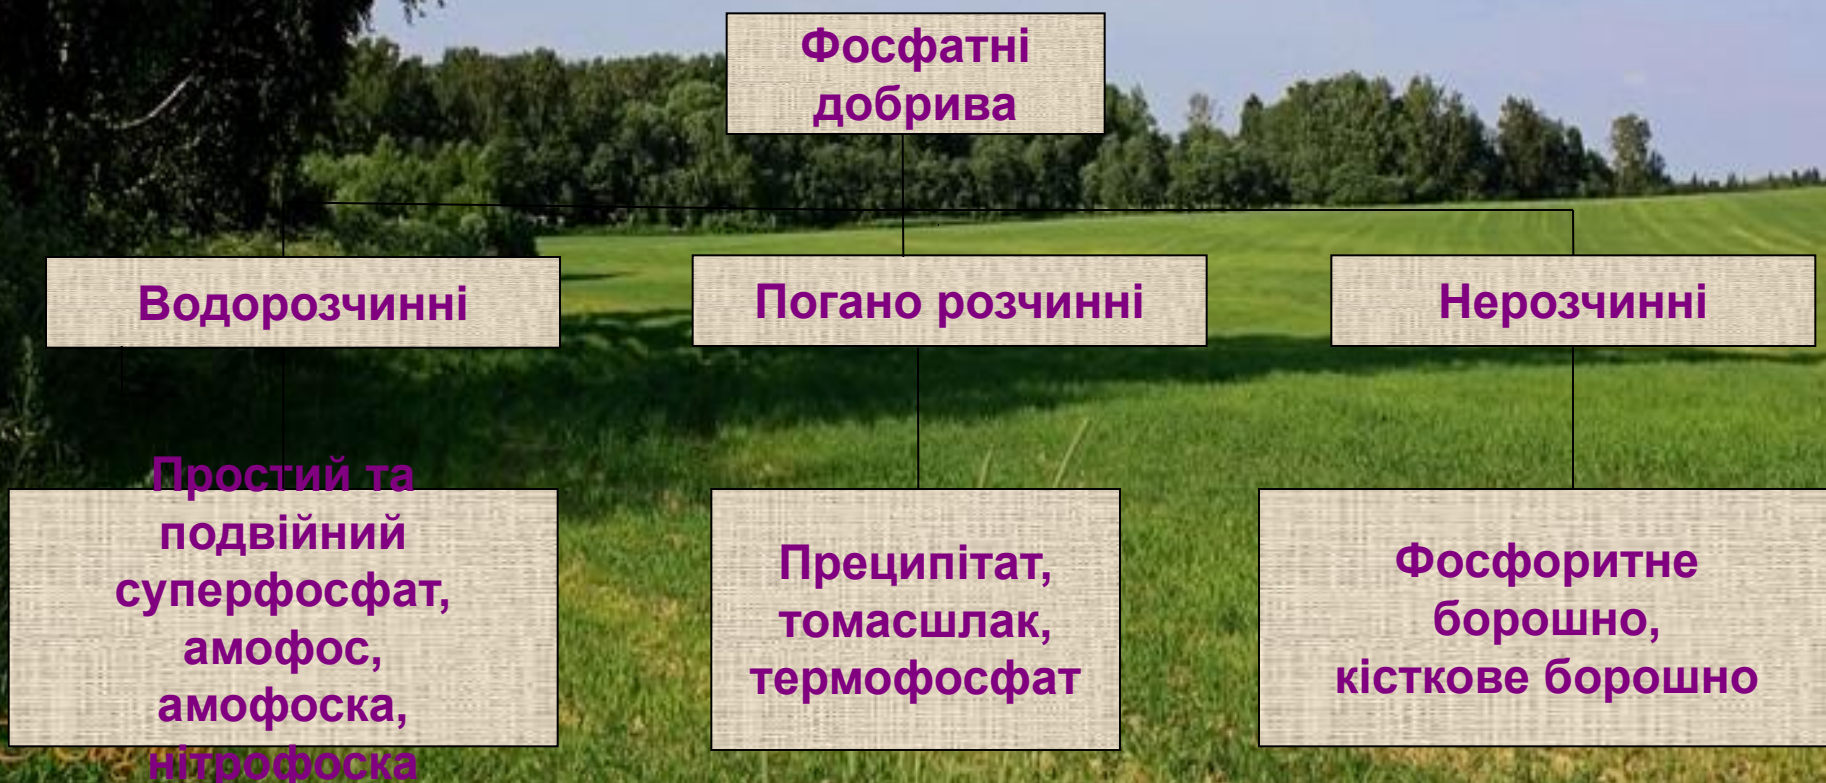 Фосфатні
добрива
Водорозчинні
Погано розчинні
Нерозчинні
Простий та
подвійний
суперфосфат,
амофос,
амофоска,
нітрофоска
Преципітат,
томасшлак,
термофосфат
Фосфоритне
борошно,
кісткове борошно